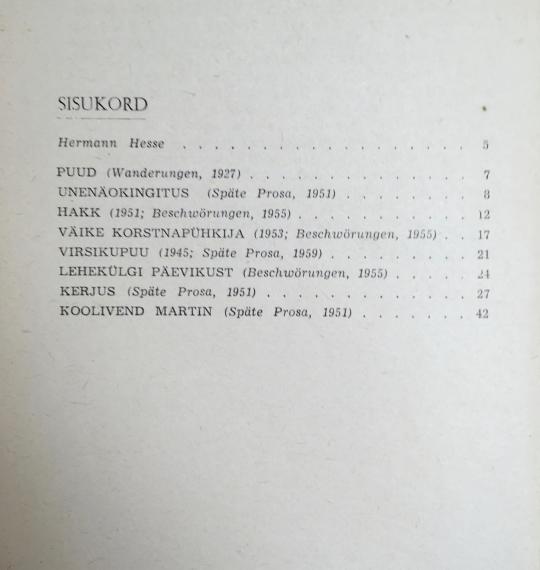 SISUKORD
Hermann Hesse . . . . . . . . . . . . . . . . . 5
PUUD (Wanderungen, 1927) . . . . . . . . . . . . . 7
UNENÄOKINGITUS (Späte Prosa, 1951) . . . . . . . . 8
HAKK (1951; Beschwörungen, 1955) . . . . . . . . . . 12
VÄIKE KORSTNAPÜHKIJA (1953; Beschwörungen, 1955) . . 17
VIRSIKUPUU (1945; Späte Prosa, 1959) . . . . . . . . 21
LEHEKÜLGI PÄEVIKUST (Beschwörungen, 1955) . . . . . 24
KERJUS (Späte Prosa, 1951) . . . . . . . . . . . . 27
KOOLIVEND MARTIN (Späte Prosa, 1951) . . . . . . . 42